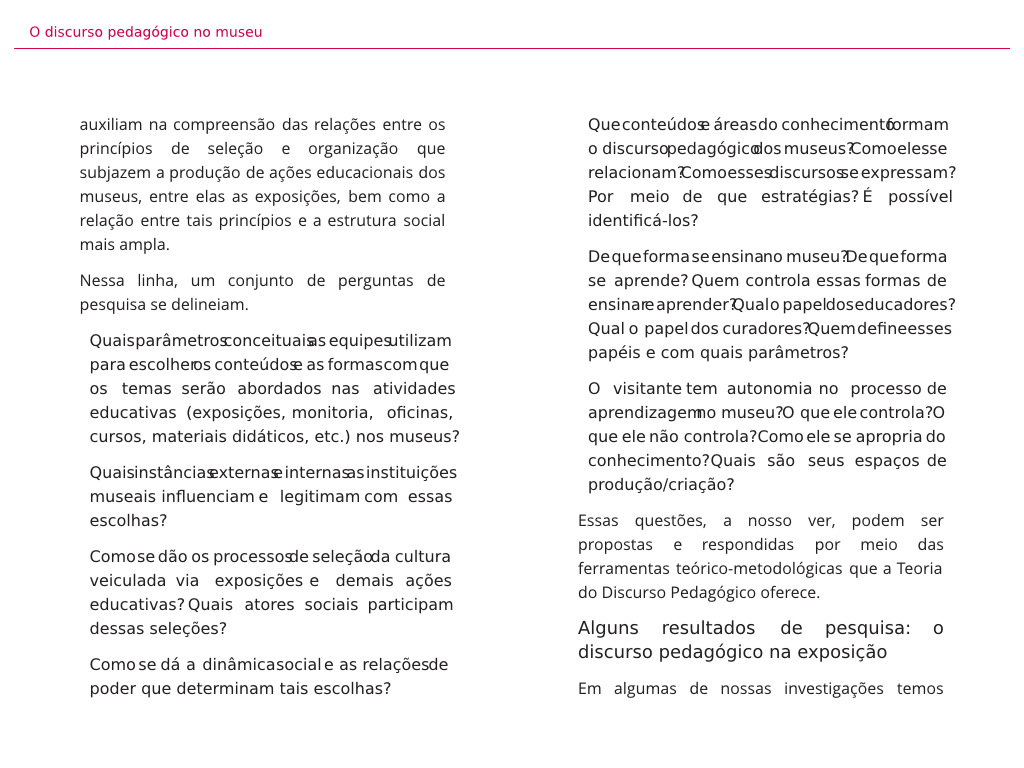 O discurso pedagógico no museu
auxiliam na compreensão das relações entre os
princípios de seleção e organização que
subjazem a produção de ações educacionais dos
museus, entre elas as exposições, bem como a
relação entre tais princípios e a estrutura social
mais ampla.
Nessa linha, um conjunto de perguntas de
pesquisa se delineiam.
Quais parâmetros conceituais as equipes utilizam
para escolher os conteúdos e as formas com que
os temas serão abordados nas atividades
educativas (exposições, monitoria, oficinas,
cursos, materiais didáticos, etc.) nos museus?
Quais instâncias externas e internas as instituições
museais influenciam e legitimam com essas
escolhas?
Como se dão os processos de seleção da cultura
veiculada via exposições e demais ações
educativas? Quais atores sociais participam
dessas seleções?
Como se dá a dinâmica social e as relações de
poder que determinam tais escolhas?
Que conteúdos e áreas do conhecimento formam
o discurso pedagógico dos museus? Como eles se
relacionam? Como esses discursos se expressam?
Por meio de que estratégias? É possível
identificá-los?
De que forma se ensina no museu? De que forma
se aprende? Quem controla essas formas de
ensinar e aprender? Qual o papel dos educadores?
Qual o papel dos curadores? Quem define esses
papéis e com quais parâmetros?
O visitante tem autonomia no processo de
aprendizagem no museu? O que ele controla? O
que ele não controla? Como ele se apropria do
conhecimento? Quais são seus espaços de
produção/criação?
Essas questões, a nosso ver, podem ser
propostas e respondidas por meio das
ferramentas teórico-metodológicas que a Teoria
do Discurso Pedagógico oferece.
Alguns resultados de pesquisa: o
discurso pedagógico na exposição
Em algumas de nossas investigações temos